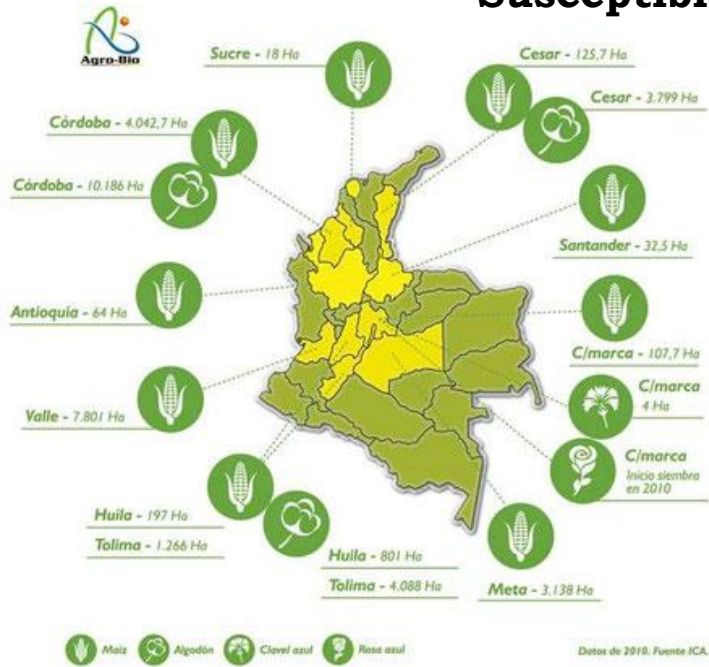 Susceptibi
Agro-Bio
Sucre - 18 Ha
Cesar - 125,7 Ha
Cesar - 3.799 Ha
Córdoba - 4.042,7 Ha
Córdoba - 10.186 Ha
Santander - 32,5 Ha
Antioquia - 64 Ha
C/marca - 107,7 Ha
C/marca
4 Ha
Valle - 7.801 Ha
C/marca
Inicio siembra
en 2010
Huila - 197 Ha
Tolima - 1.266 Ha
Huila - 801 Ha
Tolima - 4.088 Ha
Meta - 3.138 Ha
Maíz
Algodón
Clavel azul
Rosa azul
Datos de 2010. Fuente ICA.